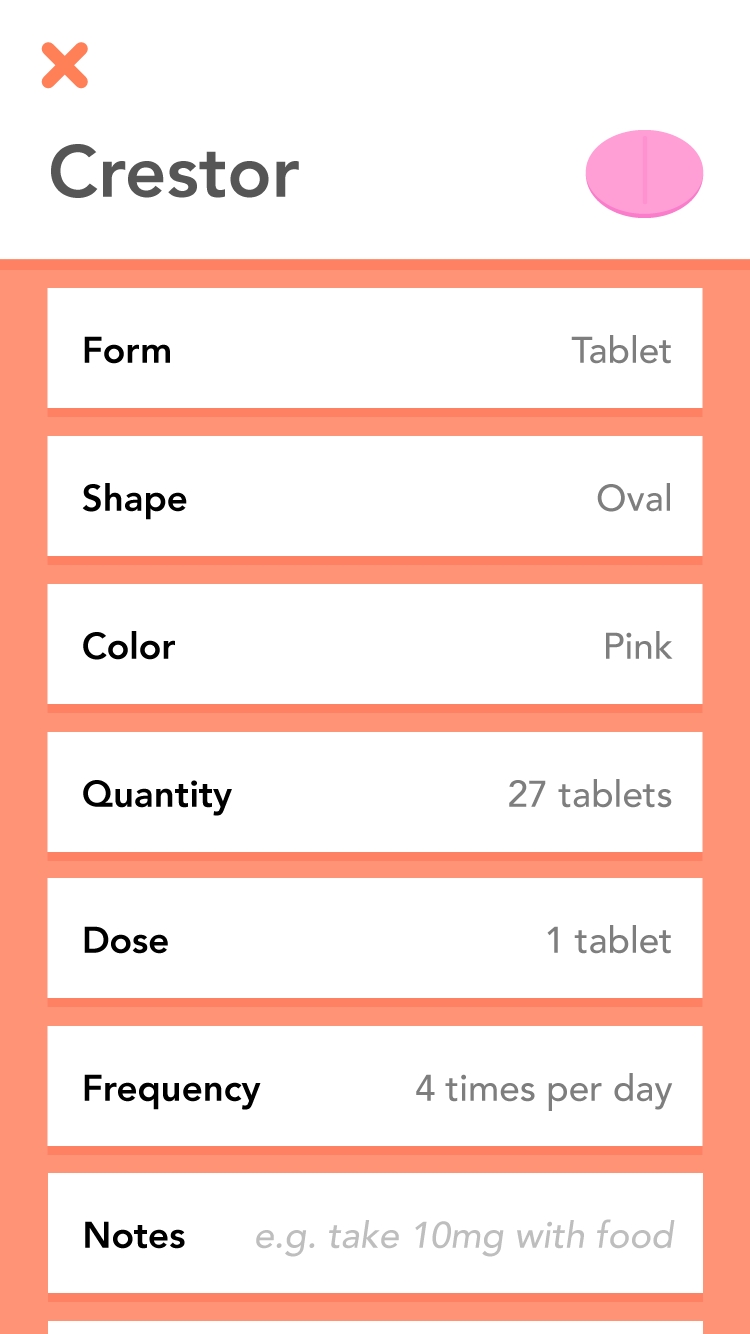 Crestor
Form Tablet
Shape Oval
Color Pink
Quantity 27 tablets
Dose 1 tablet
Frequency 4 times per day
Notes e.g. take 10mg with food